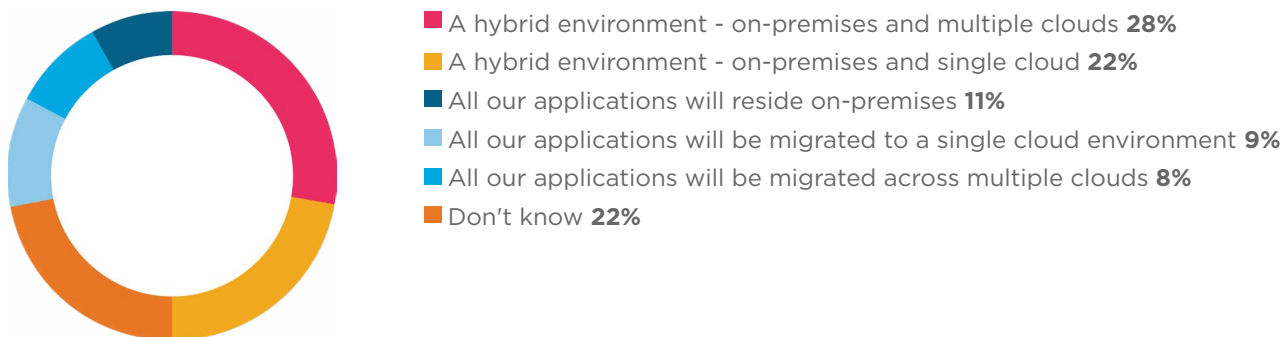 A hybrid environment - on-premises and multiple clouds 28%
A hybrid environment - on-premises and single cloud 22%
All our applications will reside on-premises 11%
All our applications will be migrated to a single cloud environment 9%
All our applications will be migrated across multiple clouds 8%
Don't know 22%